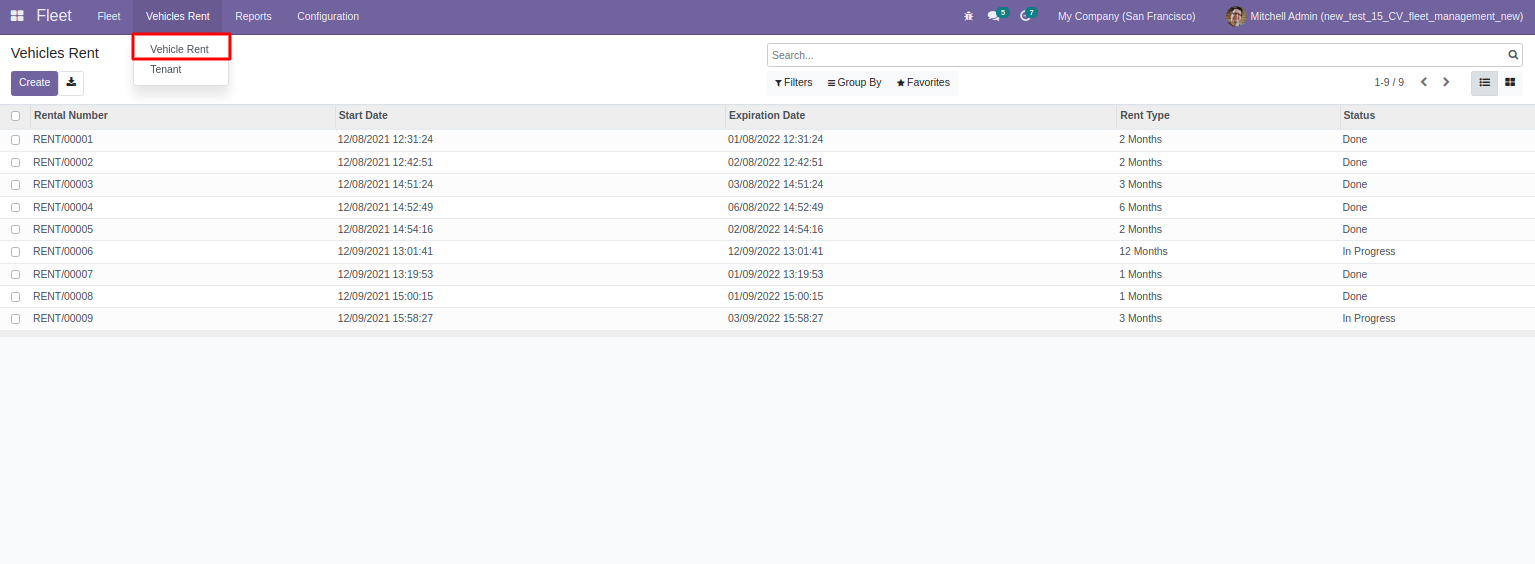 Fleet Fleet Vehicles Rent Reports Configuration 5 7 My Company (San Francisco) Mitchell Admin (new_test_15_CV_fleet_management_new)
Vehicles Rent Vehicle Rent Search...
Tenant
Create Filters Group By Favorites 1-9 / 9
Rental Number Start Date Expiration Date Rent Type Status
RENT/00001 12/08/2021 12:31:24 01/08/2022 12:31:24 2 Months Done
RENT/00002 12/08/2021 12:42:51 02/08/2022 12:42:51 2 Months Done
RENT/00003 12/08/2021 14:51:24 03/08/2022 14:51:24 3 Months Done
RENT/00004 12/08/2021 14:52:49 06/08/2022 14:52:49 6 Months Done
RENT/00005 12/08/2021 14:54:16 02/08/2022 14:54:16 2 Months Done
RENT/00006 12/09/2021 13:01:41 12/09/2022 13:01:41 12 Months In Progress
RENT/00007 12/09/2021 13:19:53 01/09/2022 13:19:53 1 Months Done
RENT/00008 12/09/2021 15:00:15 01/09/2022 15:00:15 1 Months Done
RENT/00009 12/09/2021 15:58:27 03/09/2022 15:58:27 3 Months In Progress